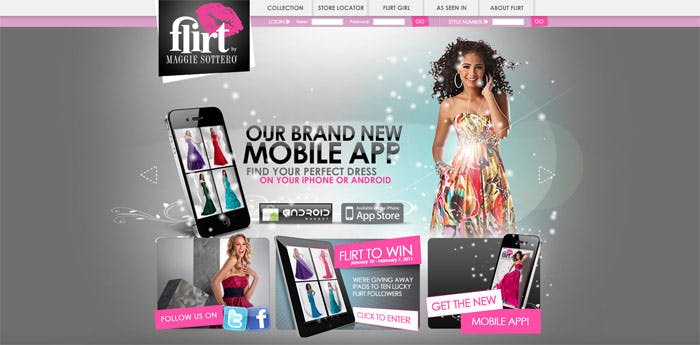 COLLECTION
STORE LOCATOR
FLIRT GIRL
AS SEEN IN
ABOUT FLIRT
LOGIN
Name
Password
GO
STYLE NUMBER
GO
flirt
by
MAGGIE SOTTERO
OUR BRAND NEW
MOBILE APP
FIND YOUR PERFECT DRESS
ON YOUR iPHONE OR ANDROID
ANDROID
MARKET
Available on the iPhone
App Store
FOLLOW US ON
FLIRT TO WIN
January 10 - February 7, 2011
WE'RE GIVING AWAY
IPADS TO TEN LUCKY
FLIRT FOLLOWERS
CLICK TO ENTER
GET THE NEW
MOBILE APP!